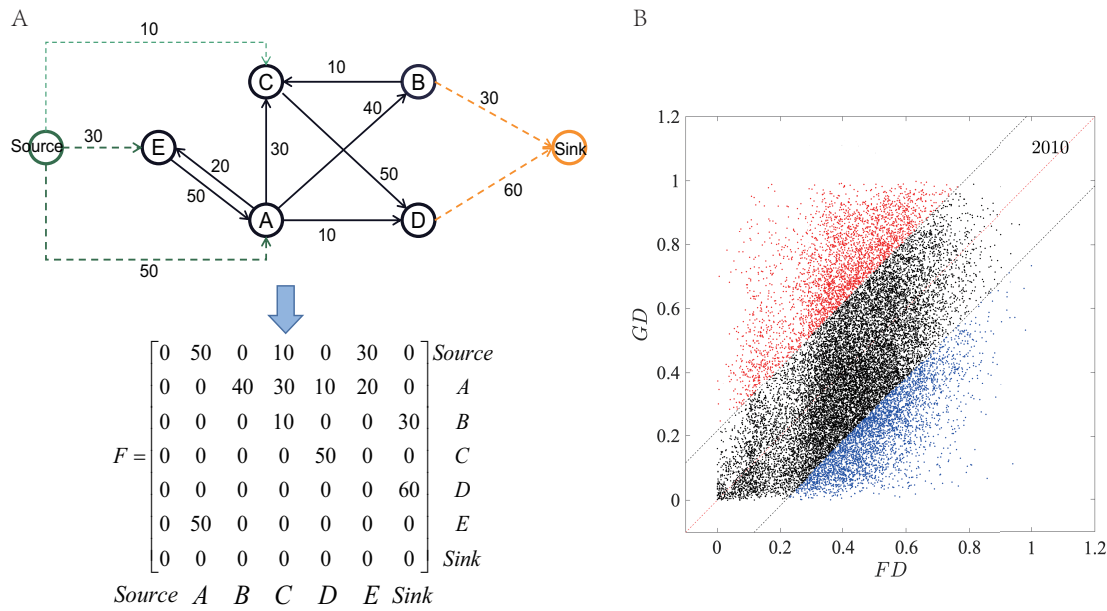 A
10
C
10
B
30
40
Source
30
E
20
30
50
Sink
50
60
A
10
D
50
0 50 0 10 0 30 0 Source
0 0 40 30 10 20 0 A
0 0 0 10 0 0 30 B
F = 0 0 0 0 50 0 0 C
0 0 0 0 0 0 60 D
0 50 0 0 0 0 0 E
0 0 0 0 0 0 0 Sink
Source A B C D E Sink
B
2010
1.2
1
0.8
0.6
0.4
0.2
0
GD
0 0.2 0.4 0.6 0.8 1 1.2
FD